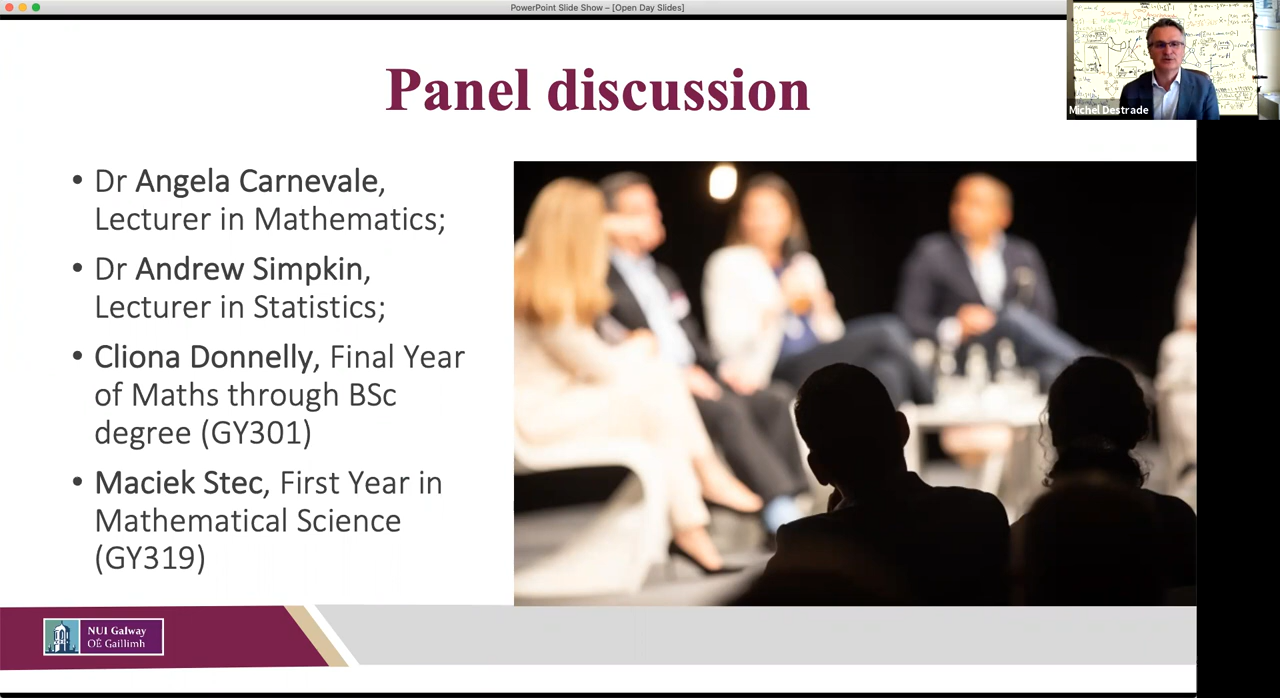 PowerPoint Slide Show – [Open Day Slides]
Michel Destrade
Panel discussion
• Dr Angela Carnevale,
Lecturer in Mathematics;
• Dr Andrew Simpkin,
Lecturer in Statistics;
• Cliona Donnelly, Final Year
of Maths through BSc
degree (GY301)
• Maciek Stec, First Year in
Mathematical Science
(GY319)
NUI Galway
OÉ Gaillimh